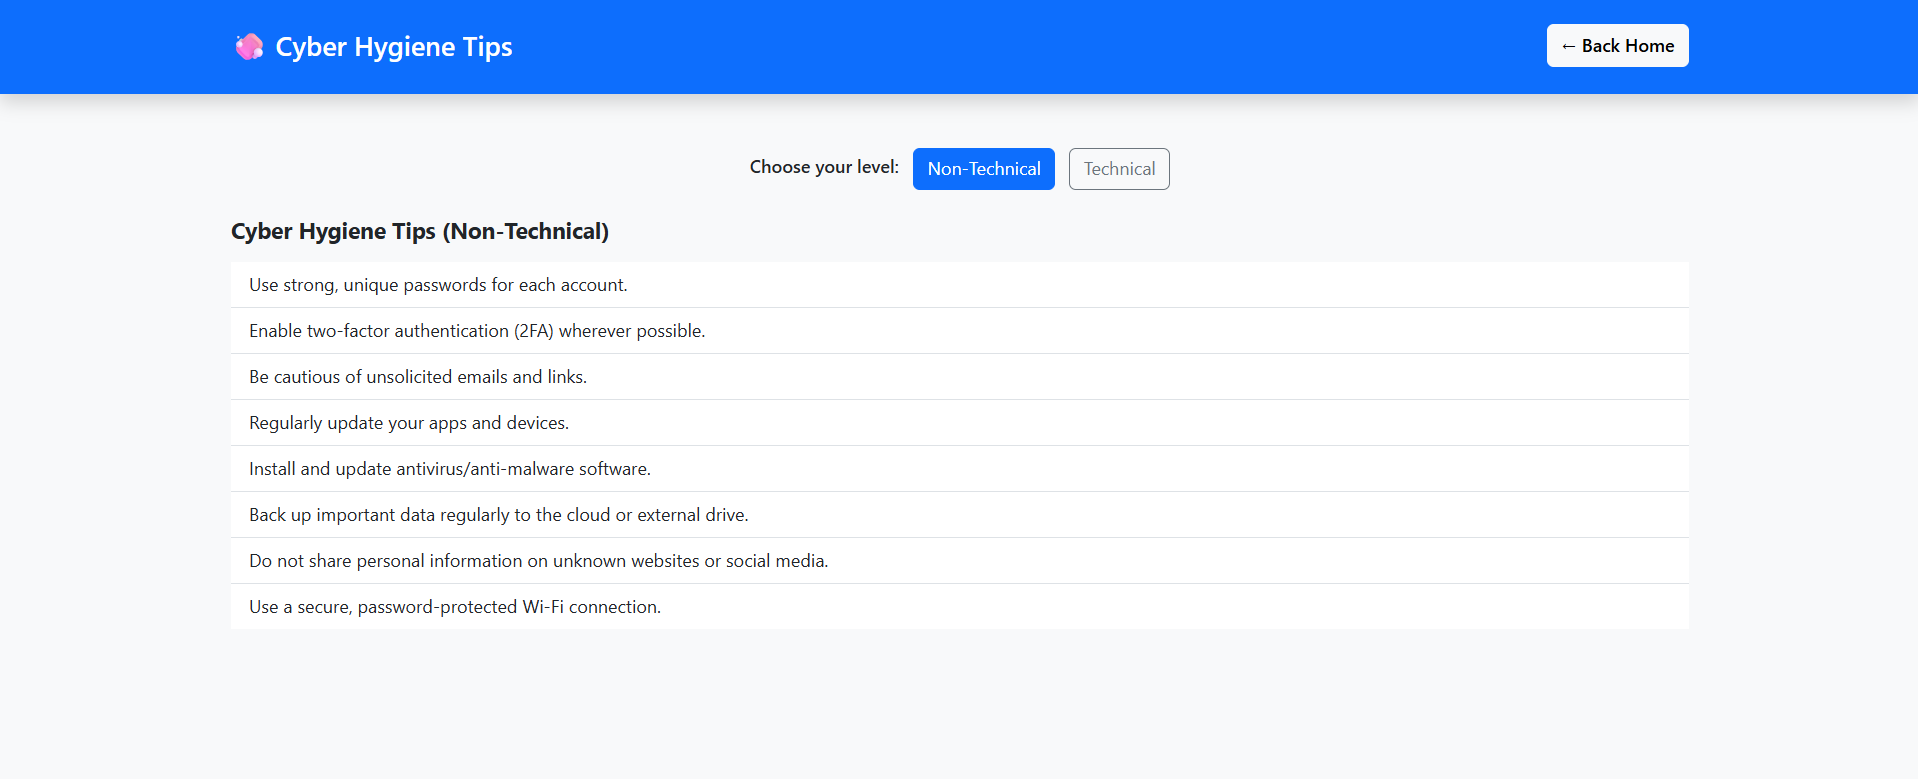 Cyber Hygiene Tips
← Back Home
Choose your level:
Non-Technical
Technical
Cyber Hygiene Tips (Non-Technical)
Use strong, unique passwords for each account.
Enable two-factor authentication (2FA) wherever possible.
Be cautious of unsolicited emails and links.
Regularly update your apps and devices.
Install and update antivirus/anti-malware software.
Back up important data regularly to the cloud or external drive.
Do not share personal information on unknown websites or social media.
Use a secure, password-protected Wi-Fi connection.